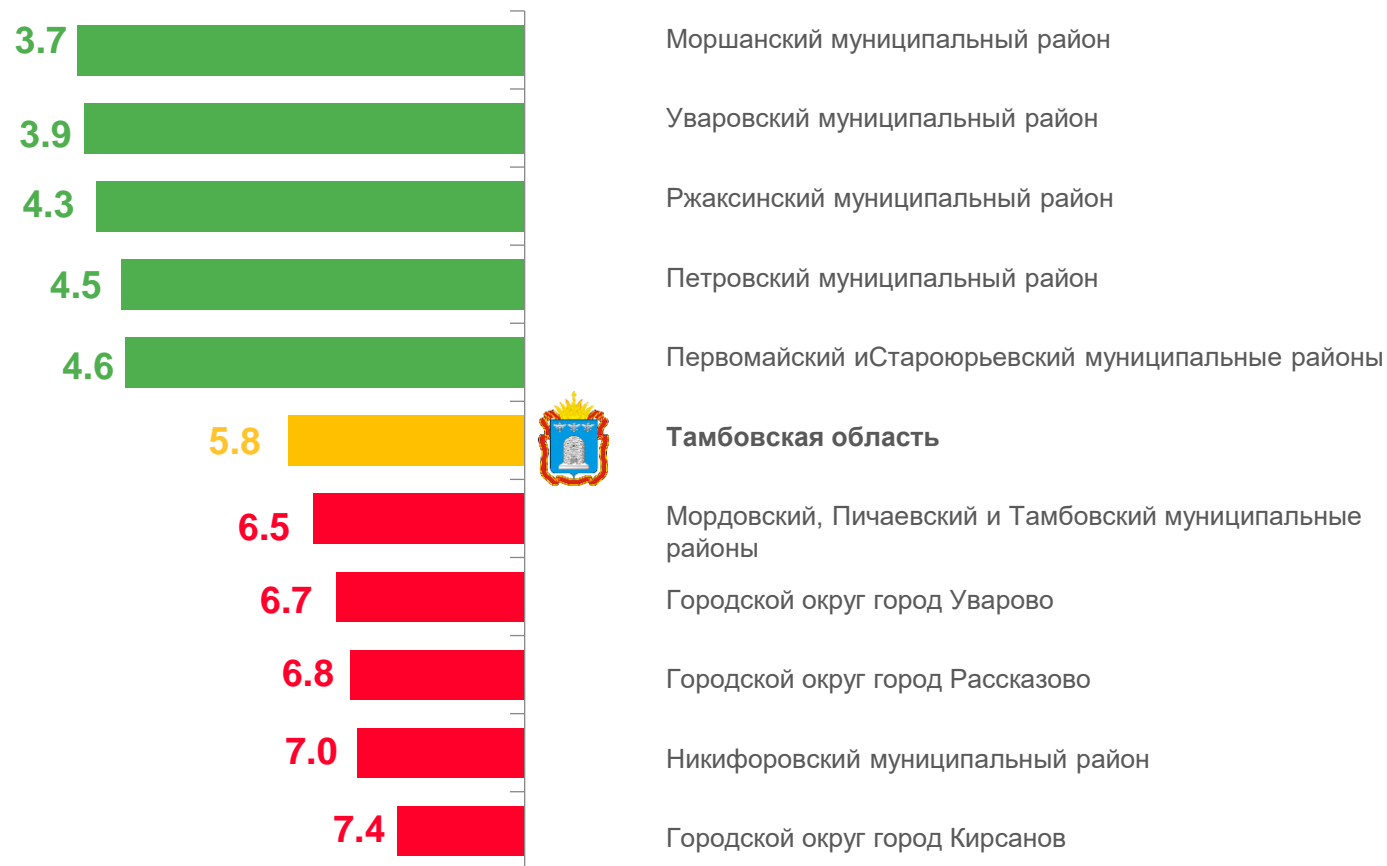 3.7 Моршанский муниципальный район
3.9 Уваровский муниципальный район
4.3 Ржаксинский муниципальный район
4.5 Петровский муниципальный район
4.6 Первомайский иСтароюрьевский муниципальные районы
5.8 Тамбовская область
6.5 Мордовский, Пичаевский и Тамбовский муниципальные
районы
6.7 Городской округ город Уварово
6.8 Городской округ город Рассказово
7.0 Никифоровский муниципальный район
7.4 Городской округ город Кирсанов